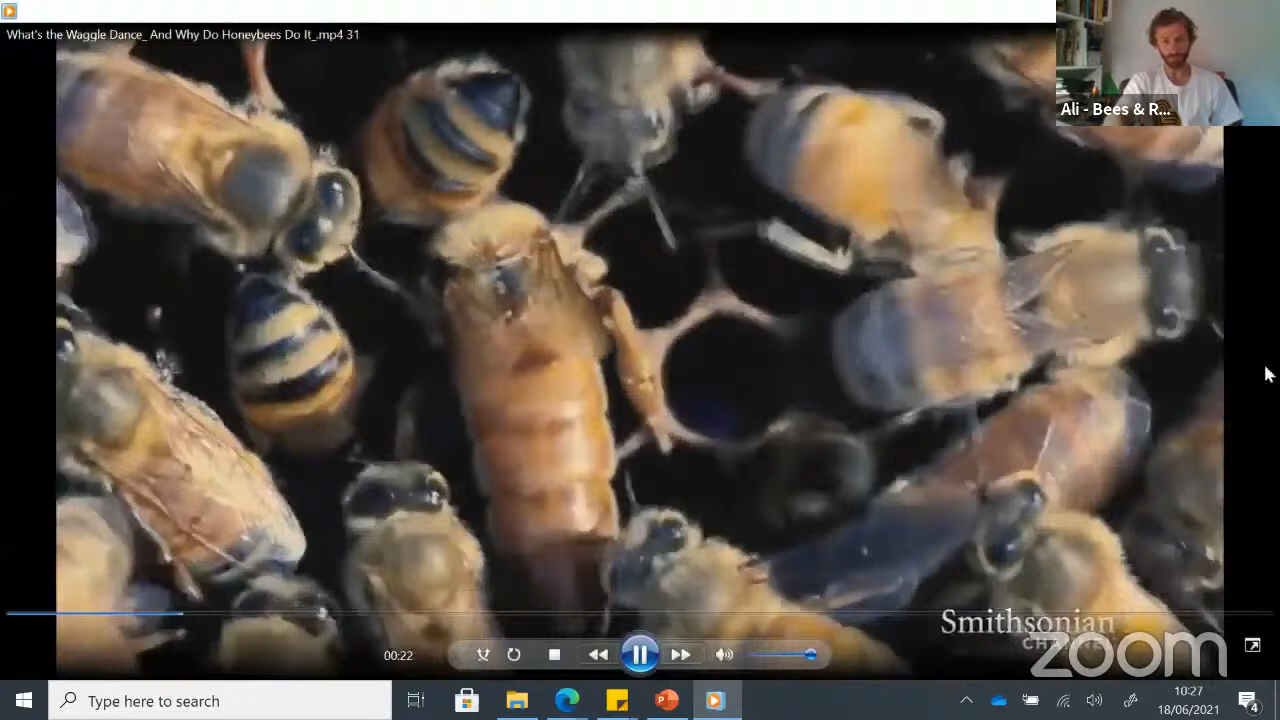 What's the Waggle Dance_ And Why Do Honeybees Do It_.mp4 31
Ali - Bees & R...
Smithsonian
CHANNEL
zoom
00:22
Type here to search
10:27
18/06/2021
4